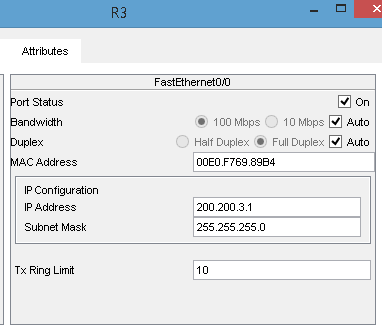 R3
Attributes
FastEthernet0/0
Port Status On
Bandwidth 100 Mbps 10 Mbps Auto
Duplex Half Duplex Full Duplex Auto
MAC Address 00E0.F769.89B4
IP Configuration
IP Address 200.200.3.1
Subnet Mask 255.255.255.0
Tx Ring Limit 10